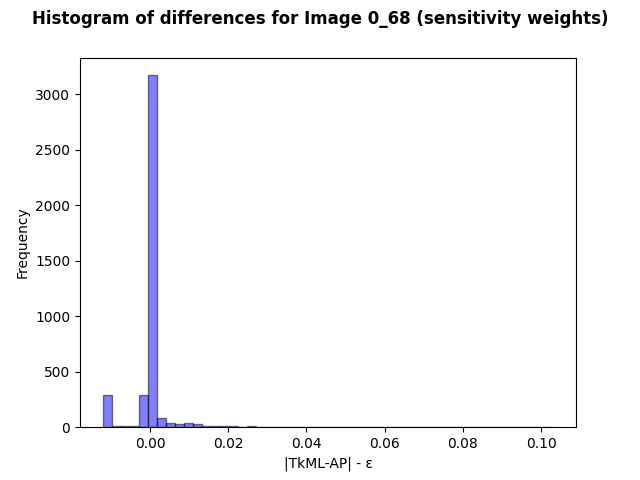 Histogram of differences for Image 0_68 (sensitivity weights)
3000
2500
2000
1500
1000
500
0
Frequency
0.00 0.02 0.04 0.06 0.08 0.10
|TkML-AP| - ε